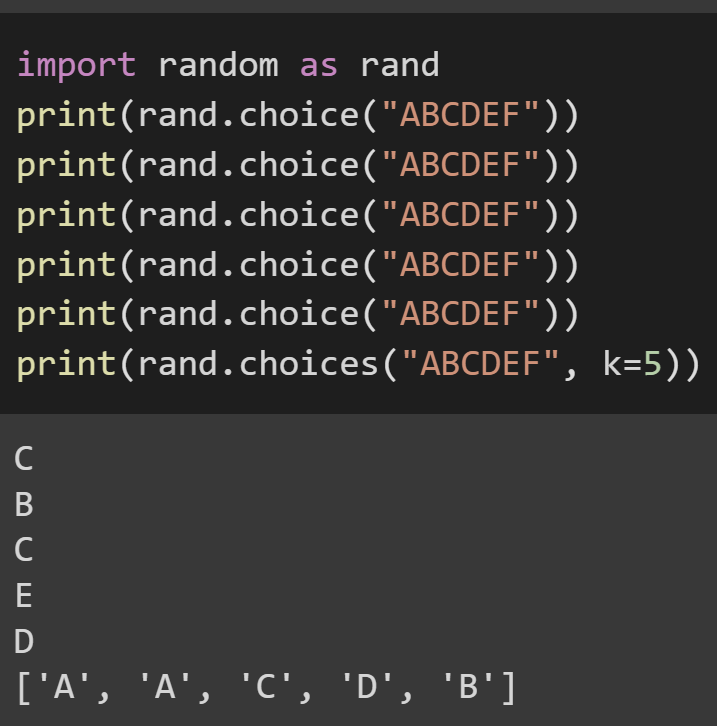 import random as rand
print(rand.choice("ABCDEF"))
print(rand.choice("ABCDEF"))
print(rand.choice("ABCDEF"))
print(rand.choice("ABCDEF"))
print(rand.choice("ABCDEF"))
print(rand.choices("ABCDEF", k=5))
C
B
C
E
D
['A', 'A', 'C', 'D', 'B']